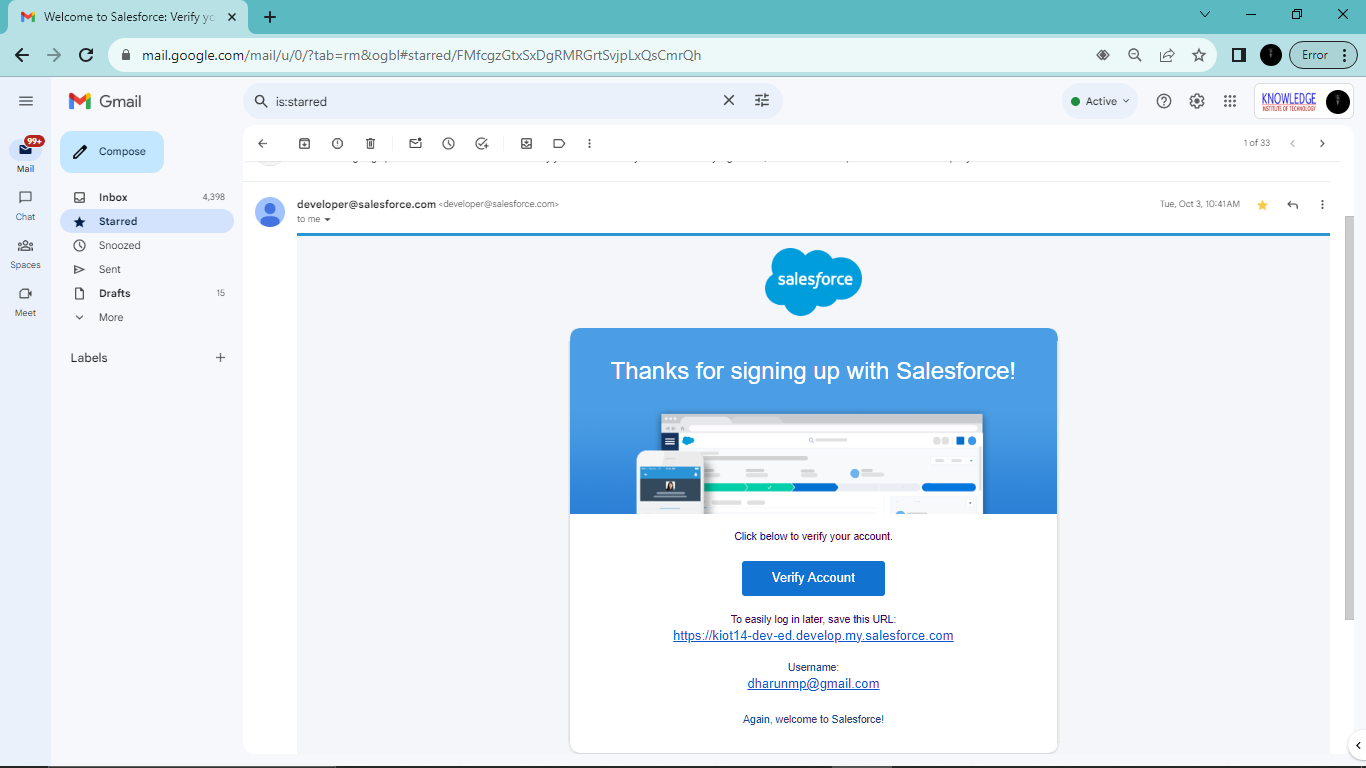 Welcome to Salesforce: Verify yo
mail.google.com/mail/u/0/?tab=rm&ogbl#starred/FMfcgzGtxSxDgRMRGrtSvjpLxQsCmrQh
Error
Gmail
is:starred
Active
KNOWLEDGE
INSTITUTE OF TECHNOLOGY
99+
Mail
Chat
Spaces
Meet
Compose
Inbox 4,398
Starred
Snoozed
Sent
Drafts 15
More
Labels
1 of 33
developer@salesforce.com <developer@salesforce.com>
Tue, Oct 3, 10:41 AM
to me
salesforce
Thanks for signing up with Salesforce!
Click below to verify your account.
Verify Account
To easily log in later, save this URL:
https://kiot14-dev-ed.develop.my.salesforce.com
Username:
dharunmp@gmail.com
Again, welcome to Salesforce!